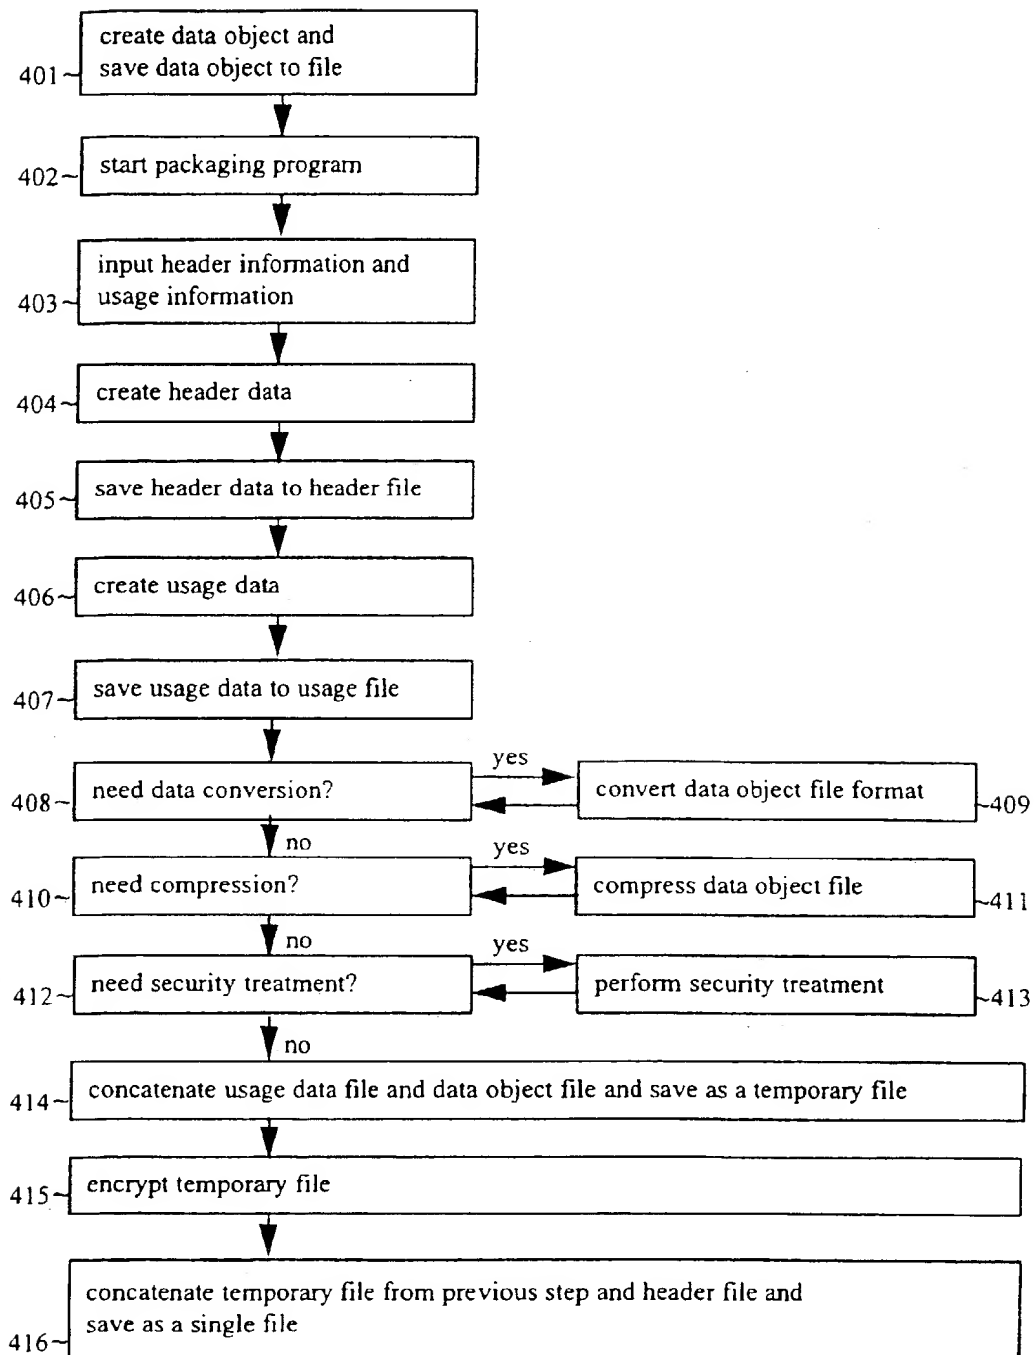 create data object and
save data object to file
401
start packaging program
402
input header information and
usage information
403
create header data
404
save header data to header file
405
create usage data
406
save usage data to usage file
407
yes
need data conversion?
convert data object file format
408
409
no
yes
need compression?
compress data object file
410
411
no
yes
need security treatment?
perform security treatment
412
413
no
concatenate usage data file and data object file and save as a temporary file
414
encrypt temporary file
415
concatenate temporary file from previous step and header file and
save as a single file
416